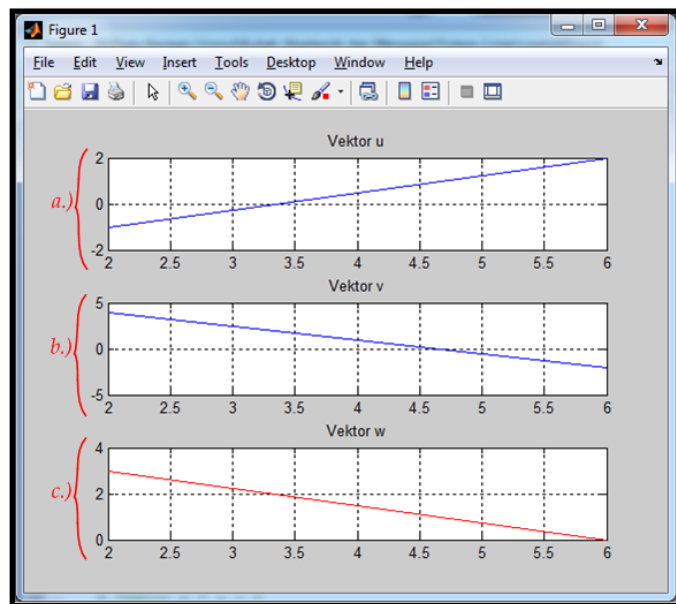 Figure 1
File Edit View Insert Tools Desktop Window Help
Vektor u
a.)
2
0
-2
2 2.5 3 3.5 4 4.5 5 5.5 6
Vektor v
b.)
5
0
-5
2 2.5 3 3.5 4 4.5 5 5.5 6
Vektor w
c.)
4
2
0
2 2.5 3 3.5 4 4.5 5 5.5 6